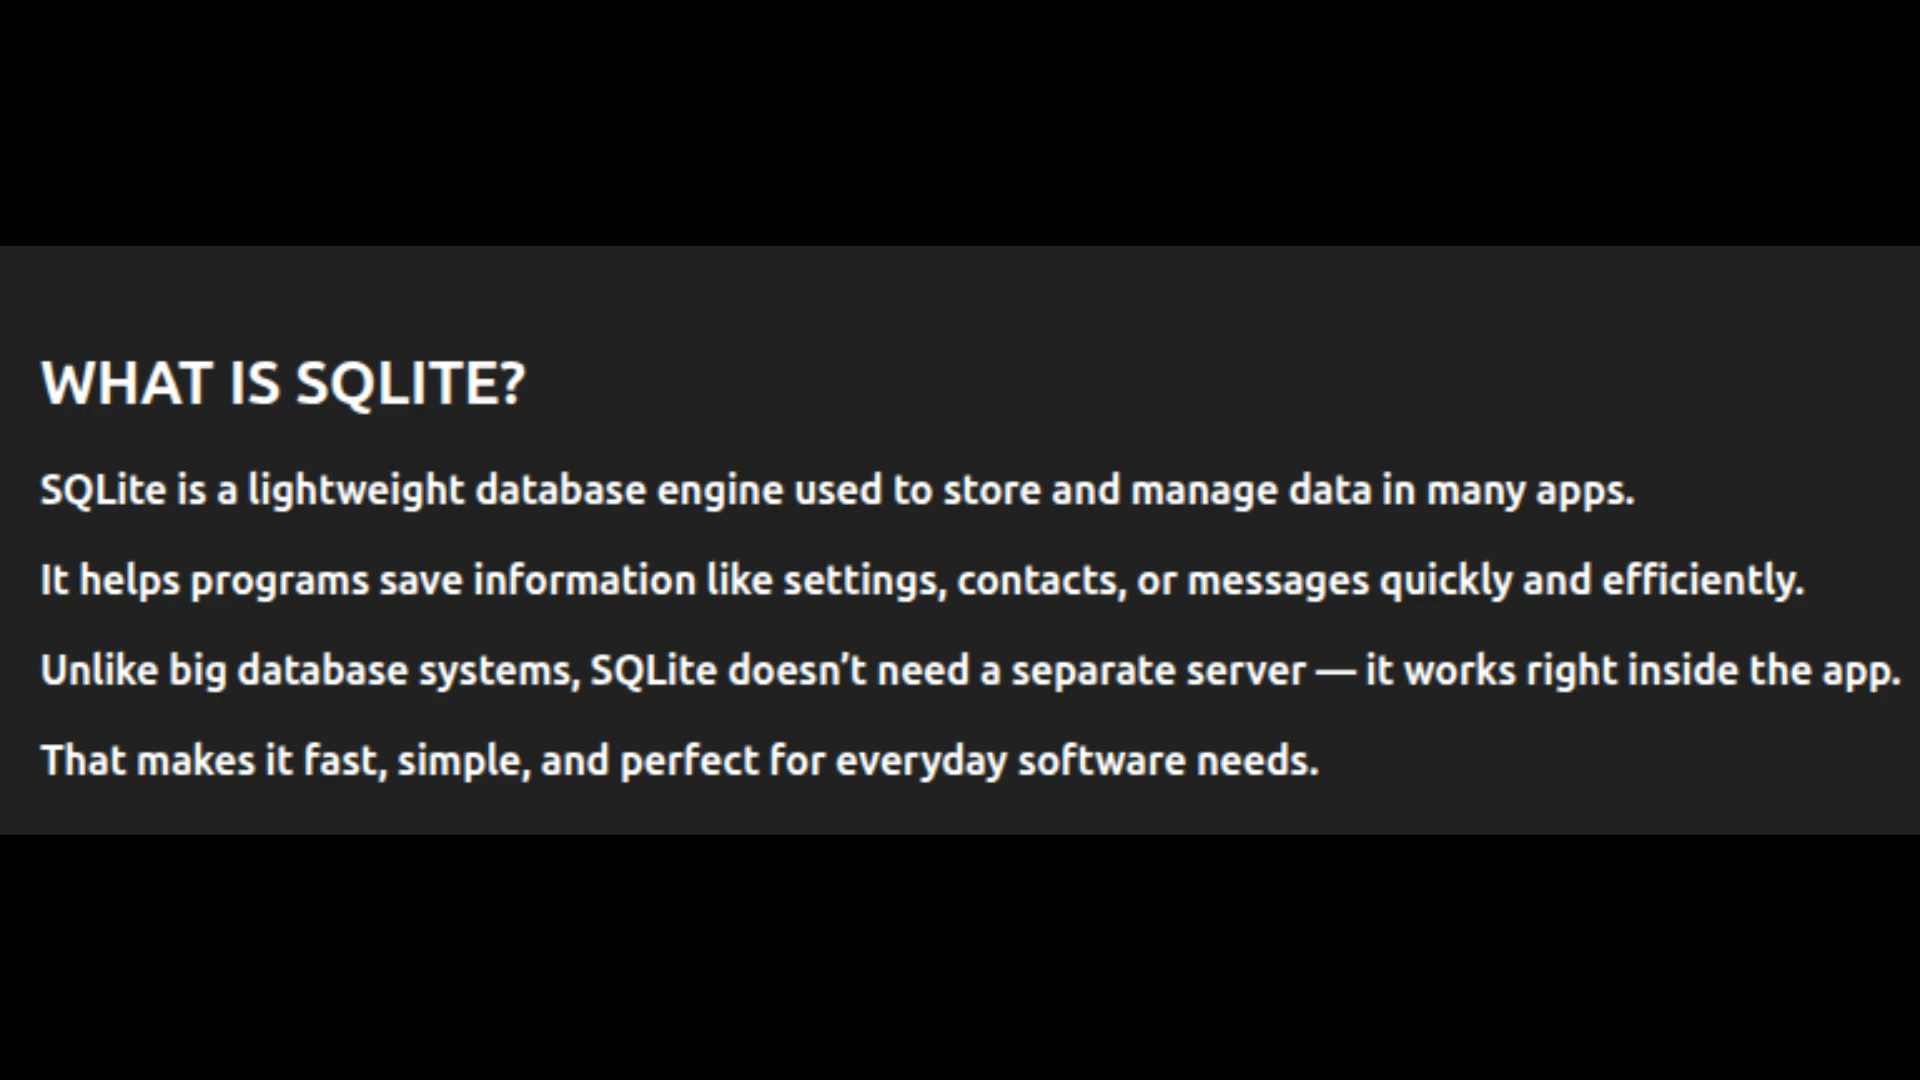 WHAT IS SQLITE?
SQLite is a lightweight database engine used to store and manage data in many apps.
It helps programs save information like settings, contacts, or messages quickly and efficiently.
Unlike big database systems, SQLite doesn’t need a separate server — it works right inside the app.
That makes it fast, simple, and perfect for everyday software needs.